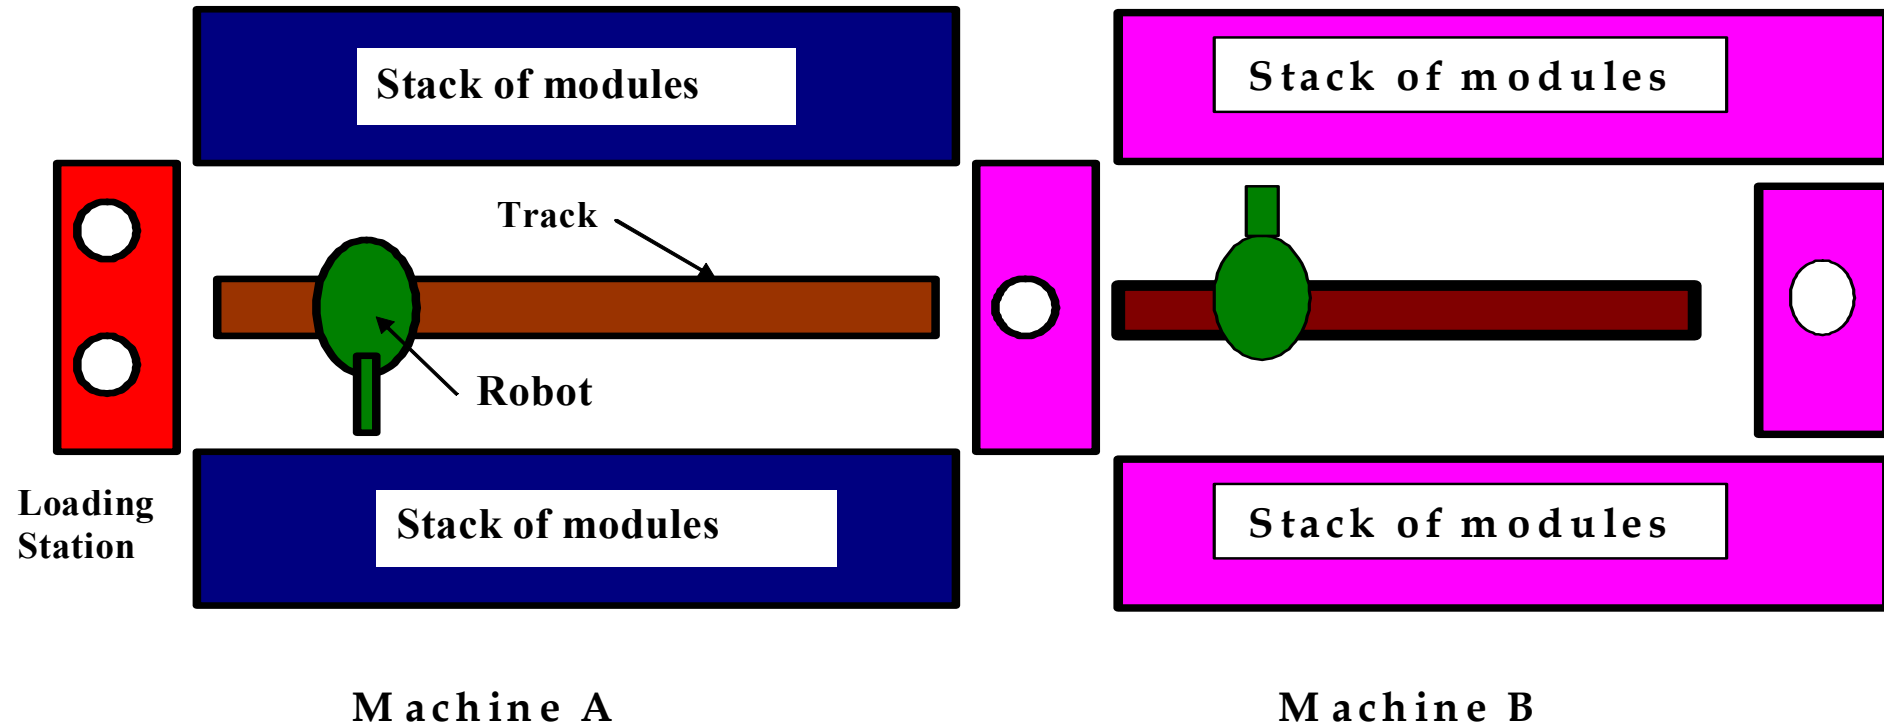 Stack of modules
Stack of modules
Track
Robot
Loading
Station
Stack of modules
Stack of modules
Machine A
Machine B